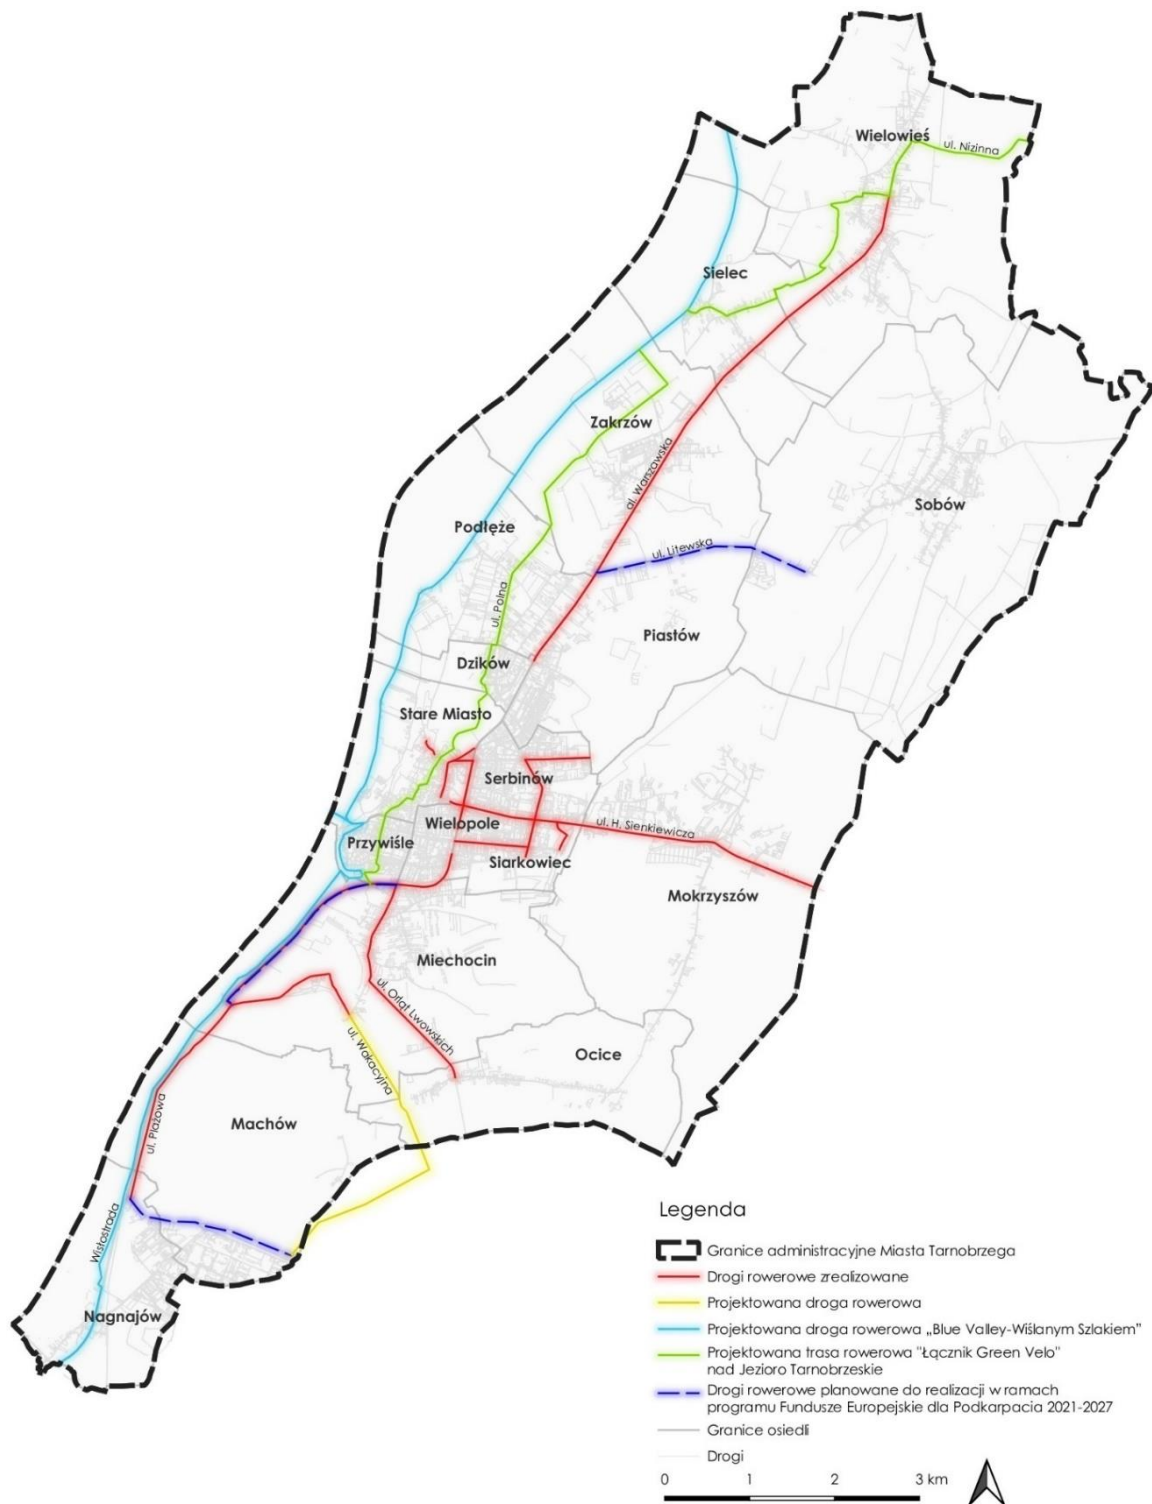 Wielowieś
ul. Nizinna
Sielec
Zakrzów
al. Warszawska
Sobów
Podłęże
ul. Litewska
ul. Polna
Piastów
Dzików
Stare Miasto
Serbinów
Wielopole
ul. H. Sienkiewicza
Przywiśle
Siarkowiec
Mokrzyszów
Miechocin
ul. Orląt Lwowskich
ul. Wakacyjna
Ocice
Machów
ul. Plażowa
Wisłostrada
Nagnajów
Legenda
Granice administracyjne Miasta Tarnobrzega
Drogi rowerowe zrealizowane
Projektowana droga rowerowa
Projektowana droga rowerowa „Blue Valley-Wiślanym Szlakiem”
Projektowana trasa rowerowa "Łącznik Green Velo"
nad Jezioro Tarnobrzeskie
Drogi rowerowe planowane do realizacji w ramach
programu Fundusze Europejskie dla Podkarpacia 2021-2027
Granice osiedli
Drogi
0 1 2 3 km